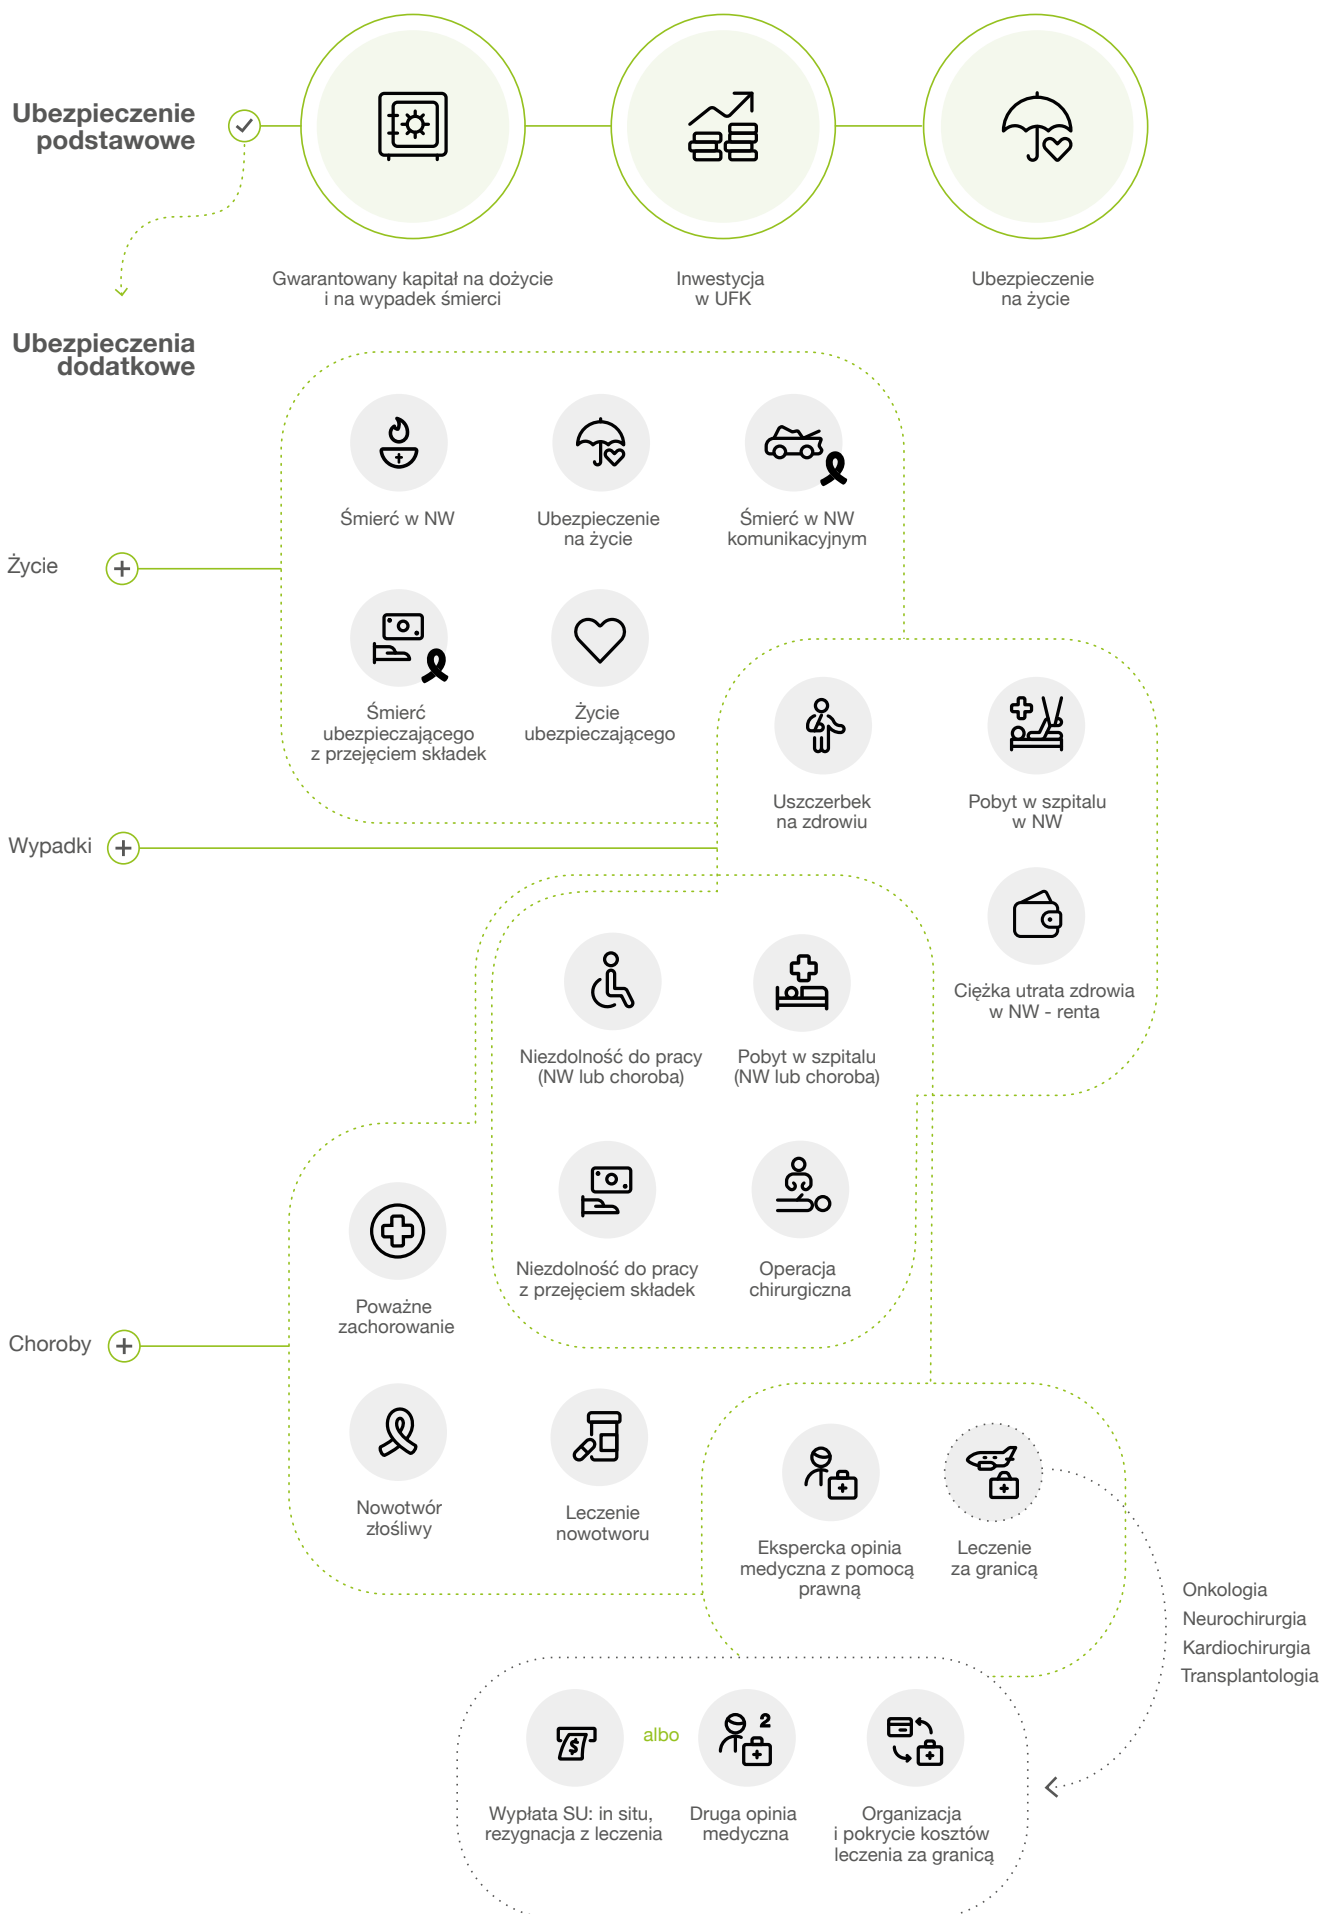 Ubezpieczenie
podstawowe
Gwarantowany kapitał na dożycie
i na wypadek śmierci
Inwestycja
w UFK
Ubezpieczenie
na życie
Ubezpieczenia
dodatkowe
Życie
Śmierć w NW
Ubezpieczenie
na życie
Śmierć w NW
komunikacyjnym
Śmierć
ubezpieczającego
z przejęciem składek
Życie
ubezpieczającego
Wypadki
Uszczerbek
na zdrowiu
Pobyt w szpitalu
w NW
Ciężka utrata zdrowia
w NW - renta
Niezdolność do pracy
(NW lub choroba)
Pobyt w szpitalu
(NW lub choroba)
Niezdolność do pracy
z przejęciem składek
Operacja
chirurgiczna
Choroby
Poważne
zachorowanie
Nowotwór
złośliwy
Leczenie
nowotworu
Ekspercka opinia
medyczna z pomocą
prawną
Leczenie
za granicą
Onkologia
Neurochirurgia
Kardiochirurgia
Transplantologia
$
albo
2
Wypłata SU: in situ,
rezygnacja z leczenia
Druga opinia
medyczna
Organizacja
i pokrycie kosztów
leczenia za granicą